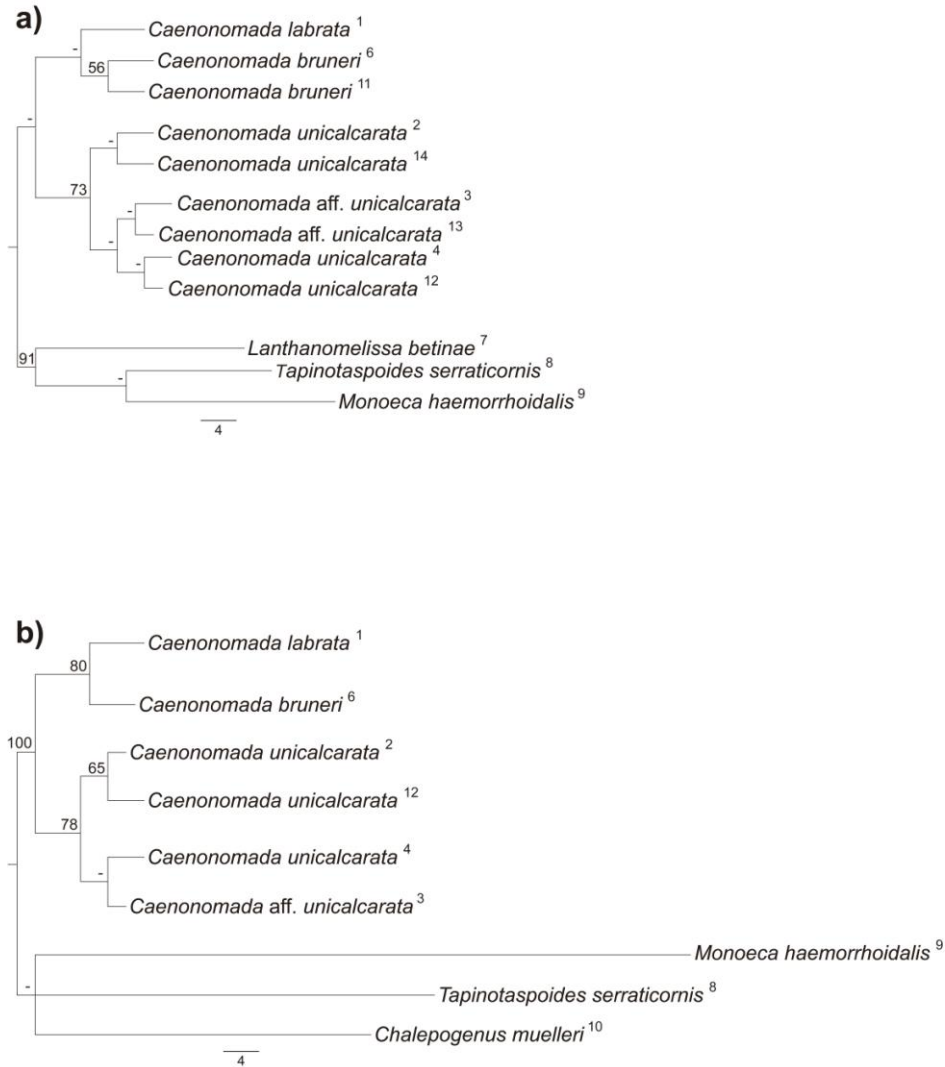 a)
Caenonomada labrata 1
-
56
Caenonomada bruneri 6
Caenonomada bruneri 11
-
Caenonomada unicalcarata 2
-
Caenonomada unicalcarata 14
73
Caenonomada aff. unicalcarata 3
-
Caenonomada aff. unicalcarata 13
-
Caenonomada unicalcarata 4
-
Caenonomada unicalcarata 12
Lanthanomelissa betinae 7
91
Tapinotaspoides serraticornis 8
-
Monoeca haemorrhoidalis 9
4
b)
Caenonomada labrata 1
80
Caenonomada bruneri 6
100
Caenonomada unicalcarata 2
65
Caenonomada unicalcarata 12
78
Caenonomada unicalcarata 4
-
Caenonomada aff. unicalcarata 3
Monoeca haemorrhoidalis 9
-
Tapinotaspoides serraticornis 8
Chalepogenus muelleri 10
4